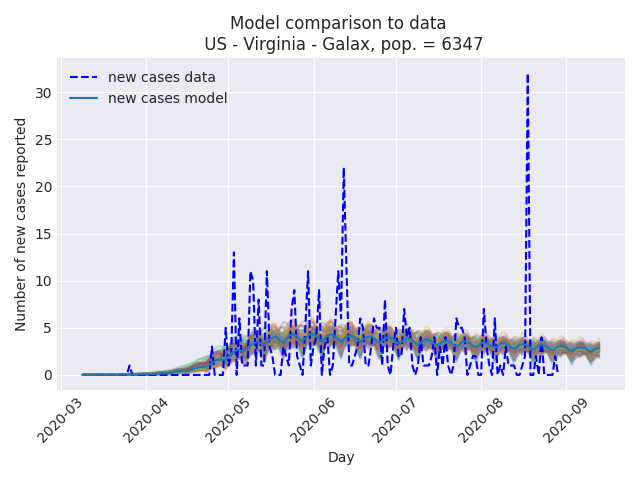 Model comparison to data
US - Virginia - Galax, pop. = 6347
new cases data
new cases model
Number of new cases reported
30
25
20
15
10
5
0
2020-03
2020-04
2020-05
2020-06
2020-07
2020-08
2020-09
Day